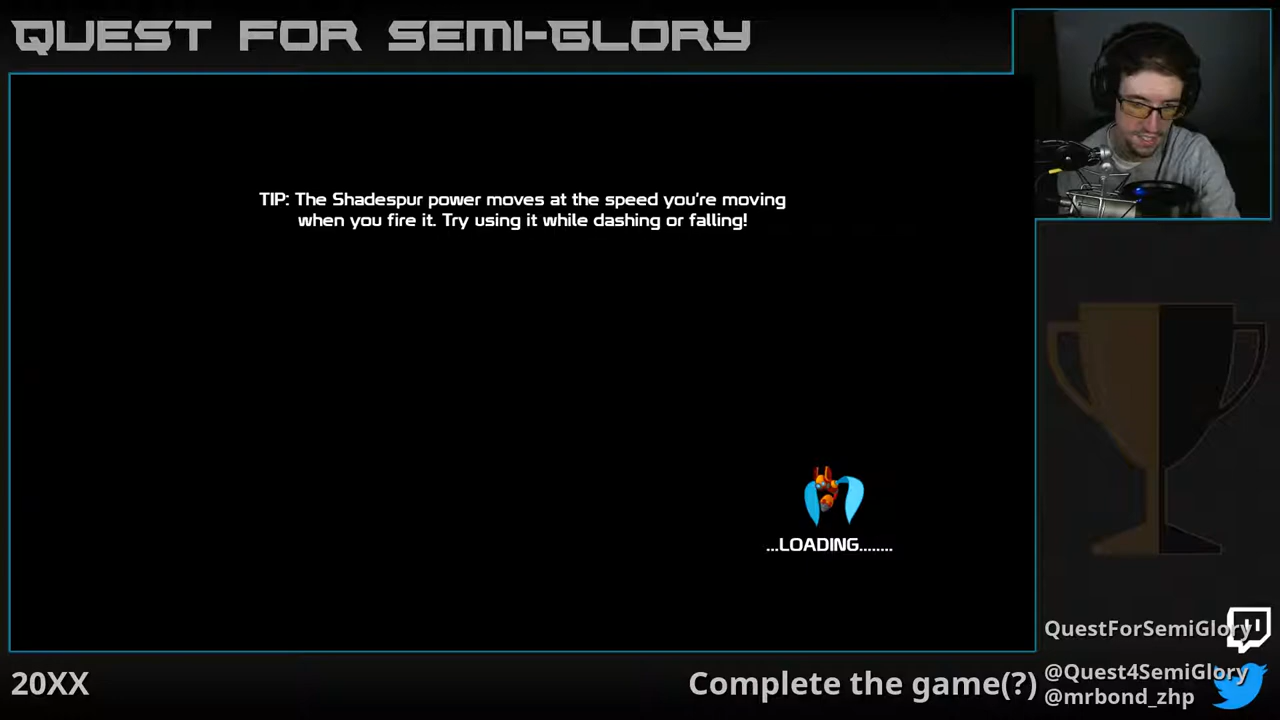 QUEST FOR SEMI-GLORY
TIP: The Shadespur power moves at the speed you're moving
when you fire it. Try using it while dashing or falling!
...LOADING........
QuestForSemiGlory
@Quest4SemiGlory
@mrbond_zhp
20XX
Complete the game(?)